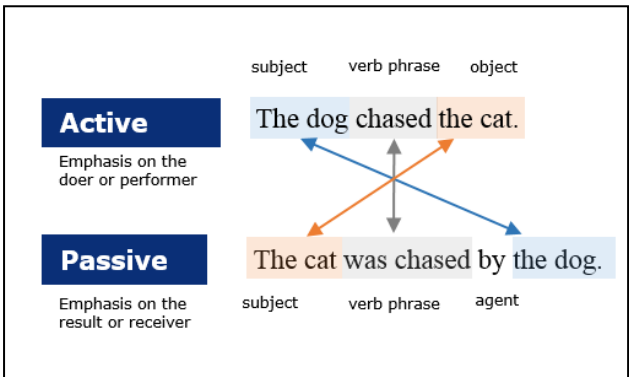 subject verb phrase object
Active
The dog chased the cat.
Emphasis on the
doer or performer
Passive
The cat was chased by the dog.
Emphasis on the
result or receiver
subject verb phrase agent